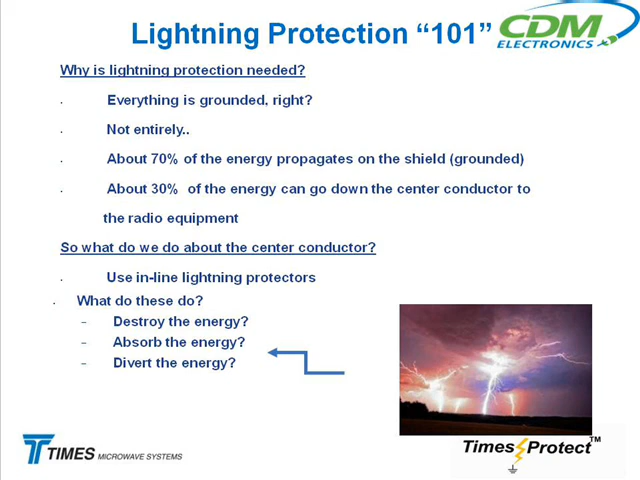 Lightning Protection “101”
CDM
ELECTRONICS
Why is lightning protection needed?
. Everything is grounded, right?
. Not entirely..
. About 70% of the energy propagates on the shield (grounded)
. About 30% of the energy can go down the center conductor to
the radio equipment
So what do we do about the center conductor?
. Use in-line lightning protectors
. What do these do?
– Destroy the energy?
– Absorb the energy?
– Divert the energy?
TIMES MICROWAVE SYSTEMS
Times Protect™